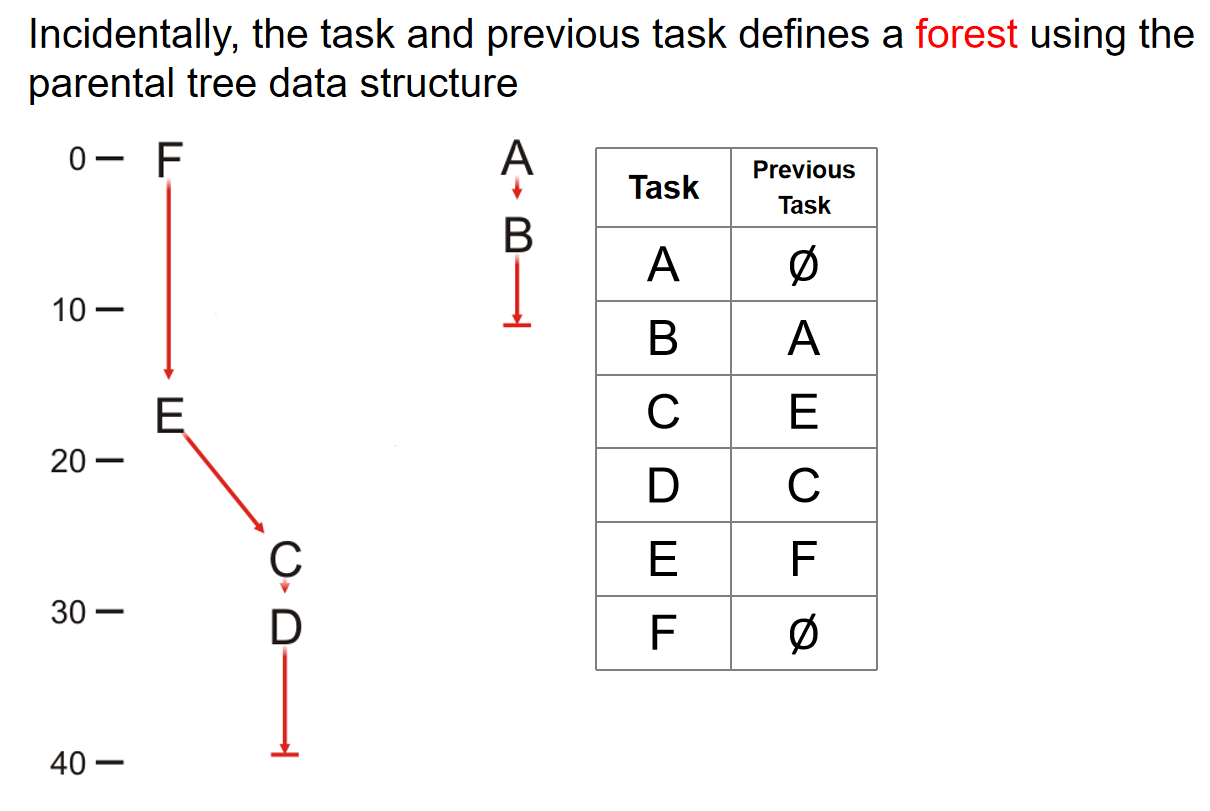 Incidentally, the task and previous task defines a forest using the
parental tree data structure
0
F
A
B
10
E
20
C
30
D
40
Task Previous Task
A Ø
B A
C E
D C
E F
F Ø